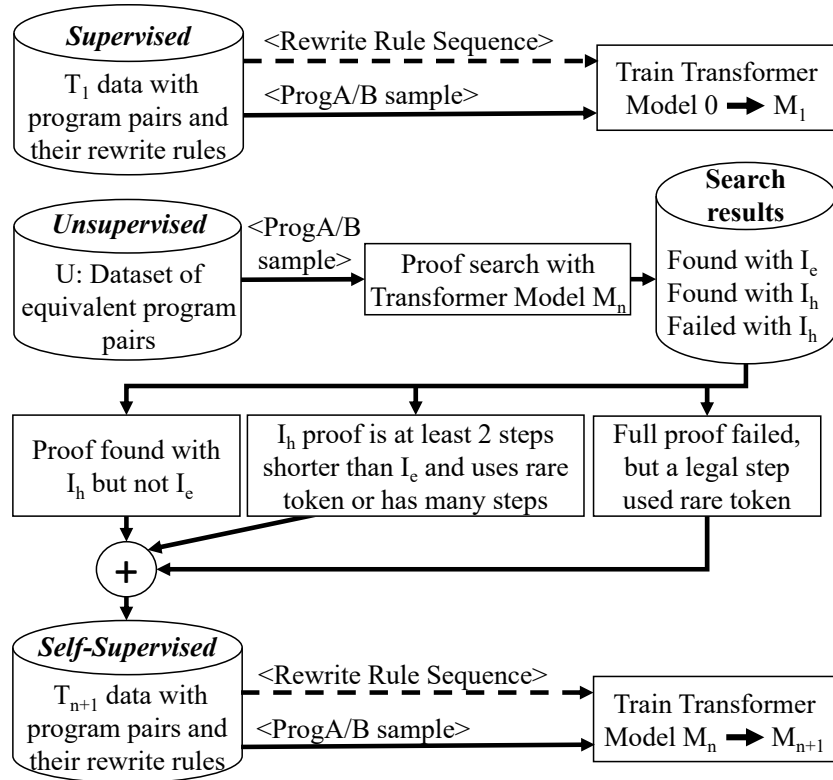 Supervised
T1 data with
program pairs and
their rewrite rules
<Rewrite Rule Sequence>
<ProgA/B sample>
Train Transformer
Model 0 → M1
Unsupervised
U: Dataset of
equivalent program
pairs
<ProgA/B
sample>
Proof search with
Transformer Model Mn
Search
results
Found with Ie
Found with Ih
Failed with Ih
Proof found with
Ih but not Ie
Ih proof is at least 2 steps
shorter than Ie and uses rare
token or has many steps
Full proof failed,
but a legal step
used rare token
+
Self-Supervised
Tn+1 data with
program pairs and
their rewrite rules
<Rewrite Rule Sequence>
<ProgA/B sample>
Train Transformer
Model Mn → Mn+1